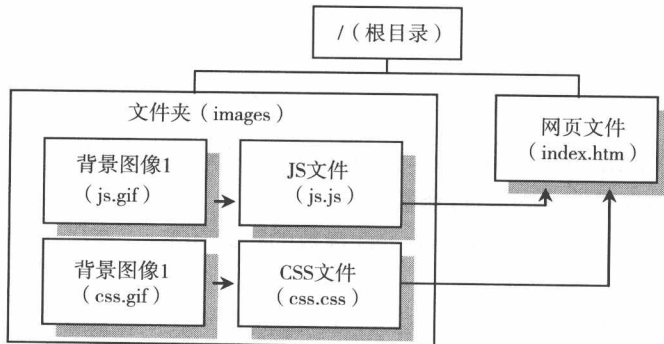 /（根目录）
文件夹（images）
网页文件
（index.htm）
背景图像1
（js.gif）
JS文件
（js.js）
背景图像1
（css.gif）
CSS文件
（css.css）